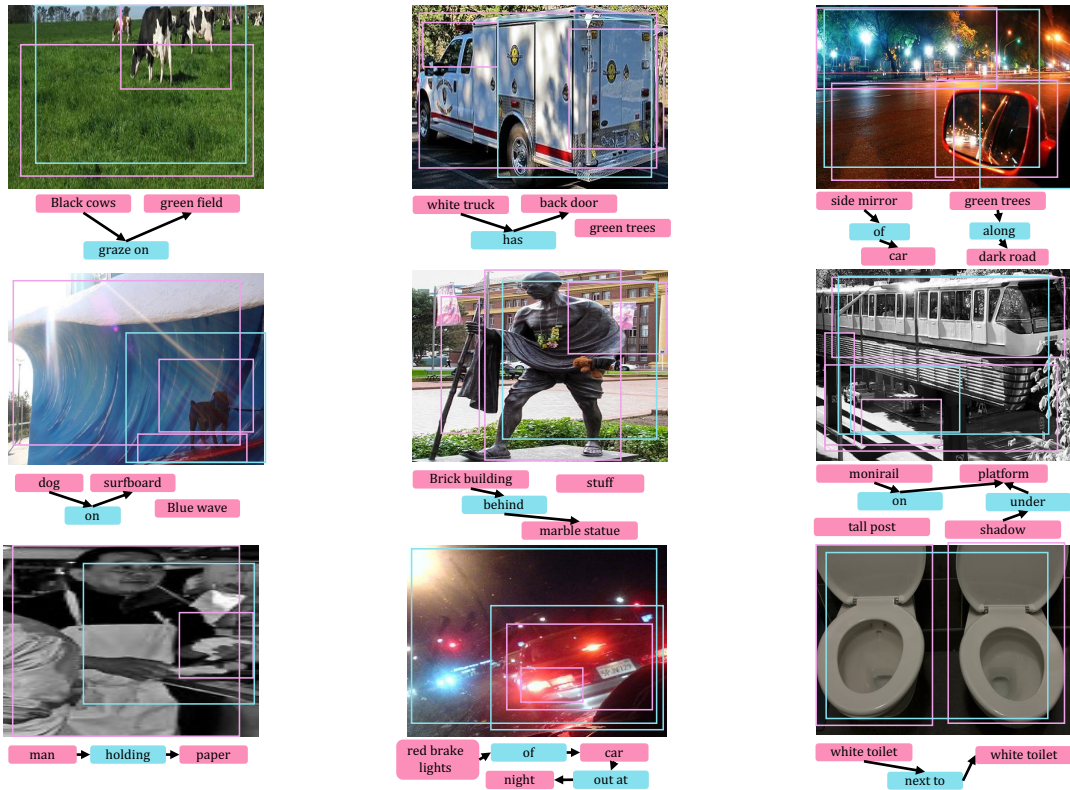 Black cows
green field
graze on
white truck
back door
has
green trees
side mirror
green trees
of
along
car
dark road
dog
surfboard
on
Blue wave
Brick building
stuff
behind
marble statue
monirail
platform
on
under
tall post
shadow
man
holding
paper
red brake
lights
of
car
night
out at
white toilet
white toilet
next to